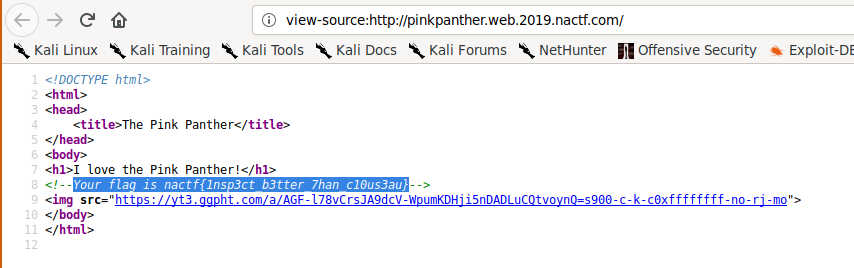 view-source:http://pinkpanther.web.2019.nactf.com/
Kali Linux Kali Training Kali Tools Kali Docs Kali Forums NetHunter Offensive Security Exploit-DB
1 <!DOCTYPE html>
2 <html>
3 <head>
4 <title>The Pink Panther</title>
5 </head>
6 <body>
7 <h1>I love the Pink Panther!</h1>
8 <!--Your flag is nactf{1nsp3ct_b3tter_7han_c10us3au}-->
9 <img src="https://yt3.ggpht.com/a/AGF-l78vCrsJA9dcV-WpumKDHji5nDADLuCQtvoynQ=s900-c-k-c0xffffffff-no-rj-mo">
10 </body>
11 </html>
12